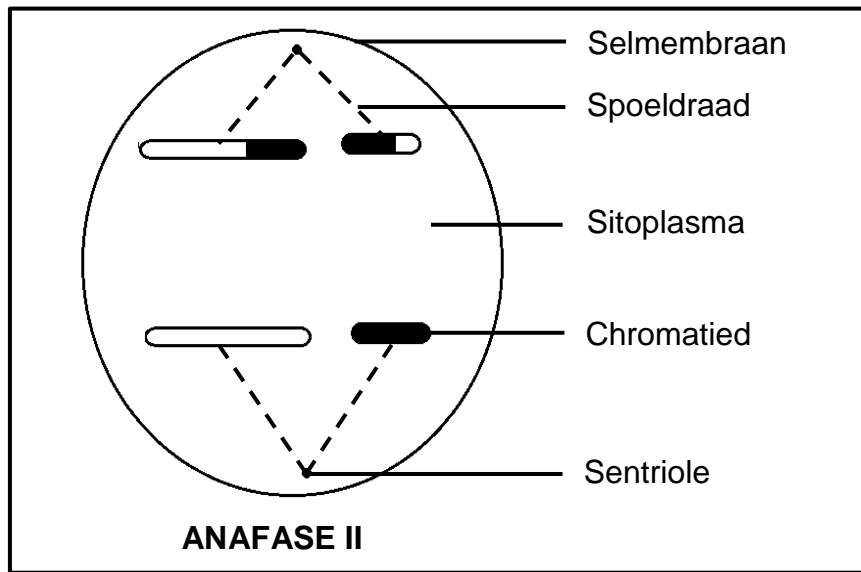 Selmembraan
Spoeldraad
Sitoplasma
Chromatied
Sentriole
ANAFASE II